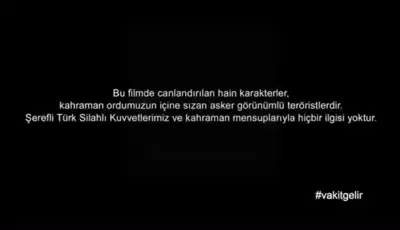 Bu filmde canlandırılan hain karakterler,
kahraman ordumuzun içine sızan asker görünümlü teröristlerdir.
Şerefli Türk Silahlı Kuvvetlerimiz ve kahraman mensuplarıyla hiçbir ilgisi yoktur.
#vakitgelir